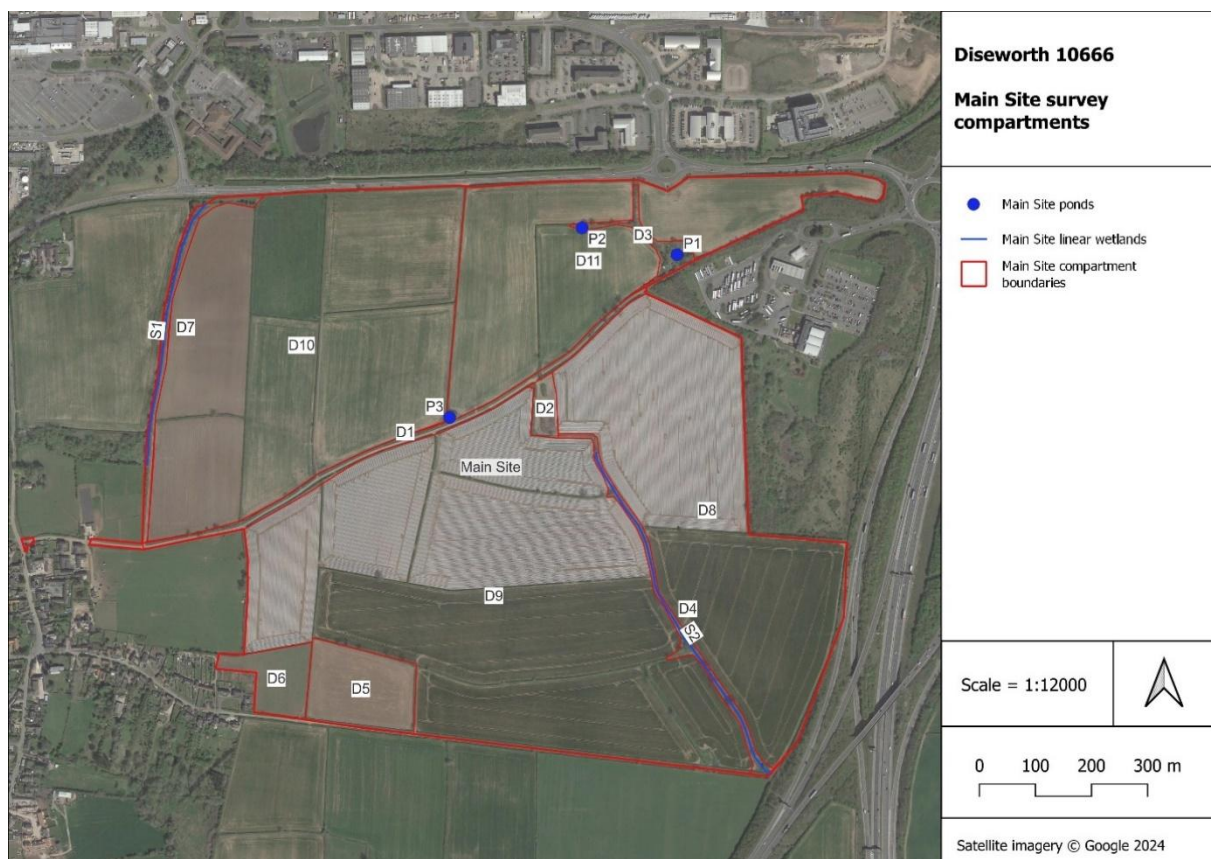 Diseworth 10666
Main Site survey
compartments
Main Site ponds
Main Site linear wetlands
Main Site compartment
boundaries
Scale = 1:12000
0 100 200 300 m
Satellite imagery © Google 2024
D3
P1
P2
D11
S1
D7
D10
P3
D1
D2
Main Site
D8
D9
D4
S2
D6
D5